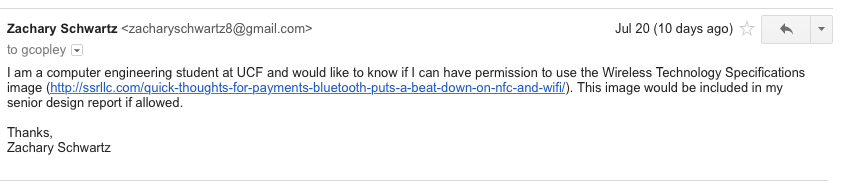 Zachary Schwartz <zacharyschwartz8@gmail.com>
Jul 20 (10 days ago)
to gcopley
I am a computer engineering student at UCF and would like to know if I can have permission to use the Wireless Technology Specifications
image (http://ssrllc.com/quick-thoughts-for-payments-bluetooth-puts-a-beat-down-on-nfc-and-wifi/). This image would be included in my
senior design report if allowed.
Thanks,
Zachary Schwartz